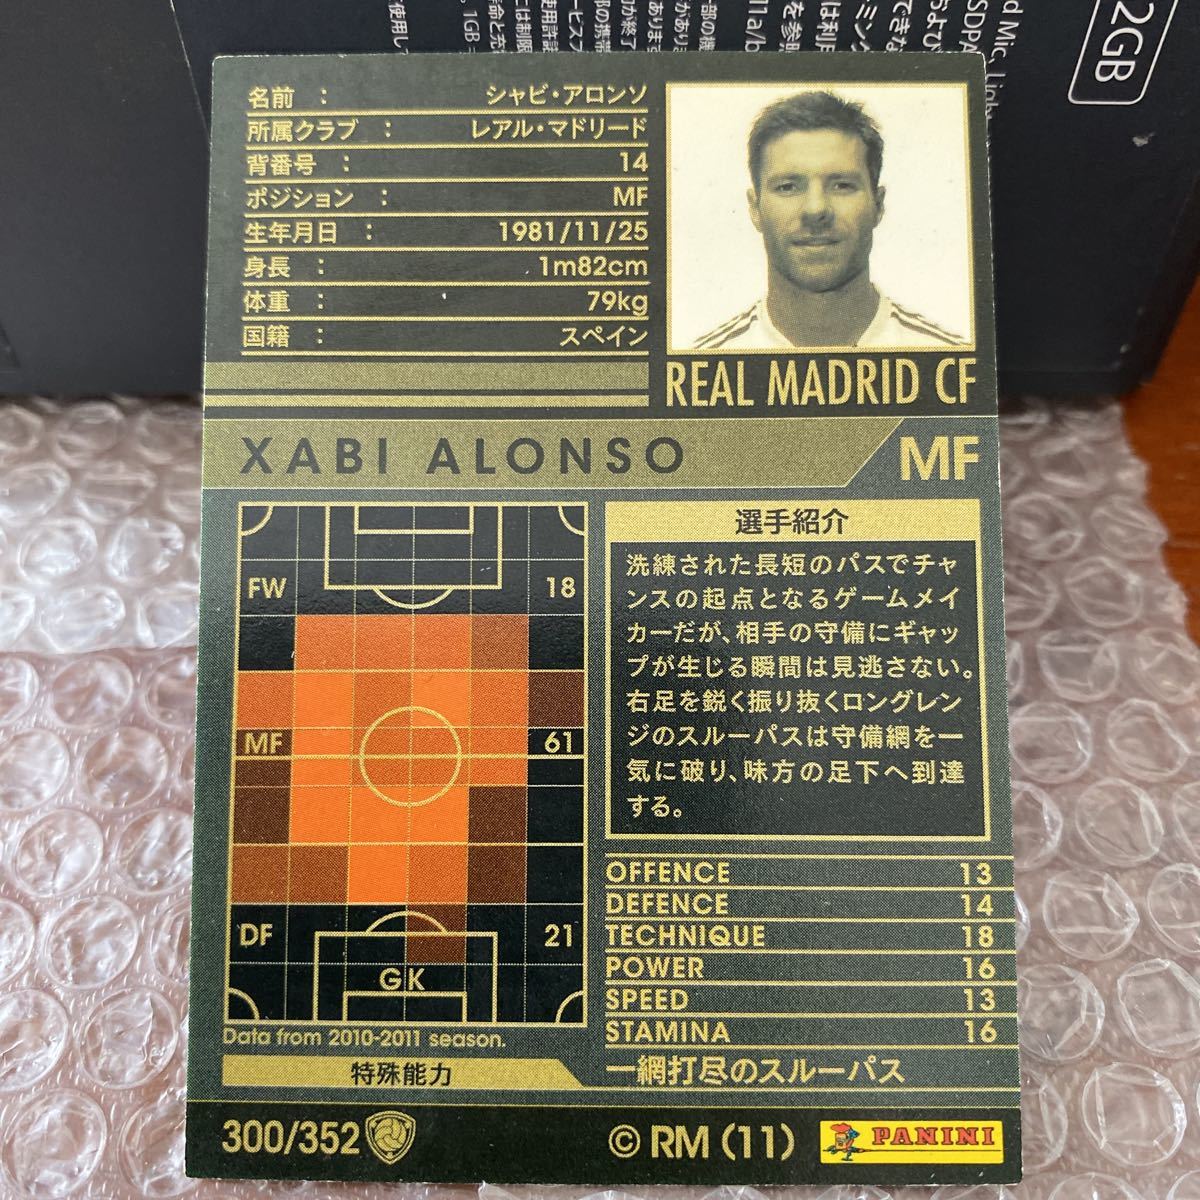 2GB
名前 : シャビ・アロンソ
所属クラブ : レアル・マドリード
背番号 : 14
ポジション : MF
生年月日 : 1981/11/25
身長 : 1m82cm
体重 : 79kg
国籍 : スペイン
REAL MADRID CF
XABI ALONSO
MF
FW 18
MF 61
DF 21
GK
Data from 2010-2011 season.
選手紹介
洗練された長短のパスでチャ
ンスの起点となるゲームメイ
カーだが、相手の守備にギャッ
プが生じる瞬間は見逃さない。
右足を鋭く振り抜くロングレン
ジのスルーパスは守備網を一
気に破り、味方の足下へ到達
する。
OFFENCE 13
DEFENCE 14
TECHNIQUE 18
POWER 16
SPEED 13
STAMINA 16
特殊能力
一網打尽のスルーパス
300/352
© RM (11)
PANINI